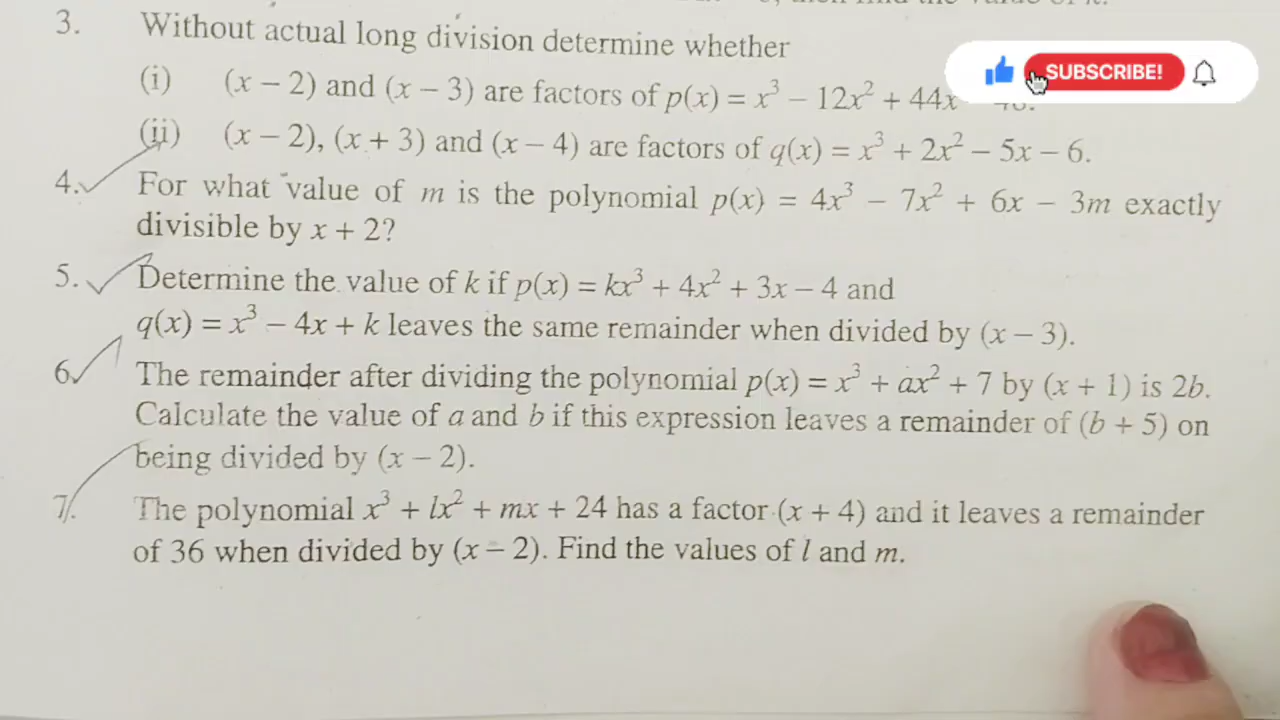 3. Without actual long division determine whether
SUBSCRIBE!
(i) (x – 2) and (x – 3) are factors of p(x) = x³ – 12x² + 44x
(ii) (x – 2), (x + 3) and (x – 4) are factors of q(x) = x³ + 2x² – 5x – 6.
4. For what value of m is the polynomial p(x) = 4x³ – 7x² + 6x – 3m exactly
divisible by x + 2?
5. Determine the value of k if p(x) = kx³ + 4x² + 3x – 4 and
q(x) = x³ – 4x + k leaves the same remainder when divided by (x – 3).
6. The remainder after dividing the polynomial p(x) = x³ + ax² + 7 by (x + 1) is 2b.
Calculate the value of a and b if this expression leaves a remainder of (b + 5) on
being divided by (x – 2).
7. The polynomial x³ + lx² + mx + 24 has a factor (x + 4) and it leaves a remainder
of 36 when divided by (x – 2). Find the values of l and m.